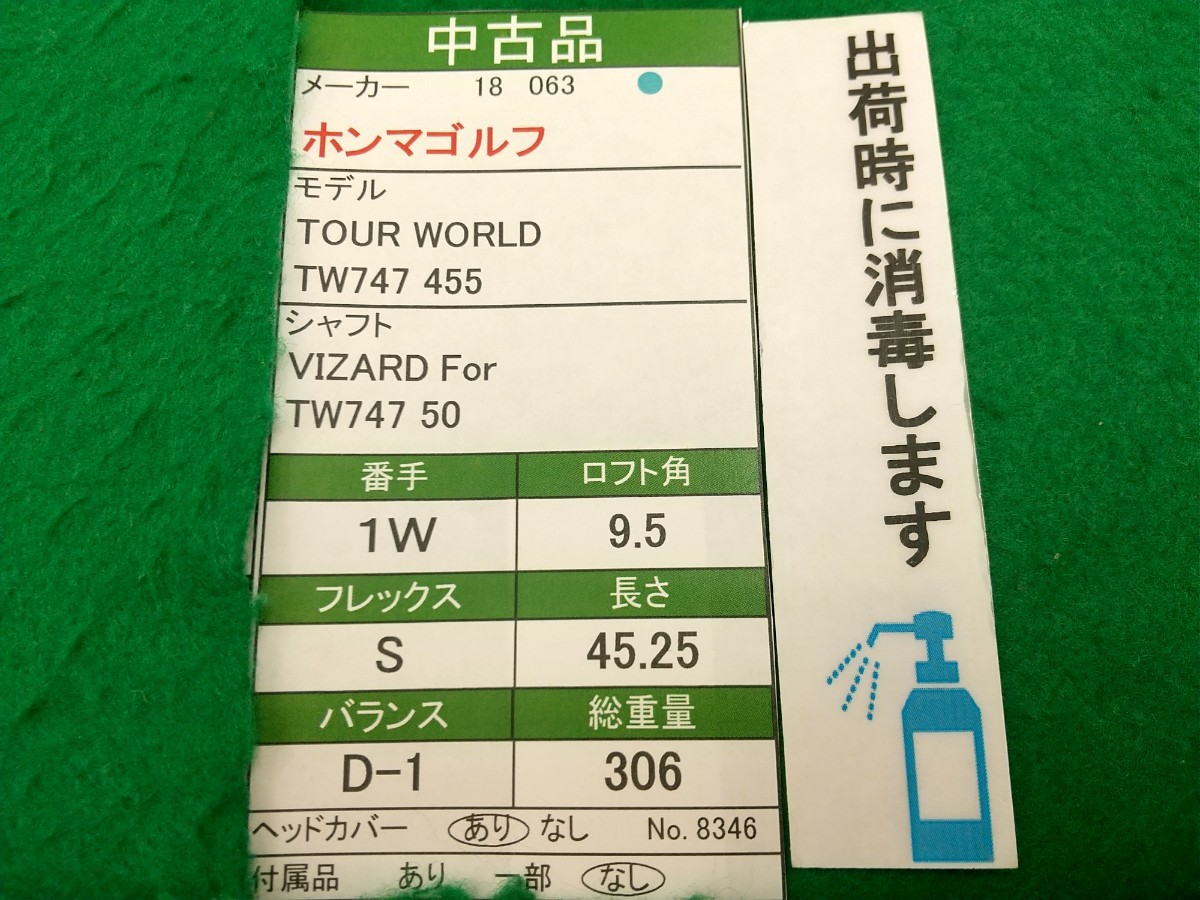 中古品
メーカー 18 063
ホンマゴルフ
モデル
TOUR WORLD
TW747 455
シャフト
VIZARD For
TW747 50
番手 ロフト角
1W 9.5
フレックス 長さ
S 45.25
バランス 総重量
D-1 306
ヘッドカバー あり なし No. 8346
付属品 あり 一部 なし
出荷時に消毒します